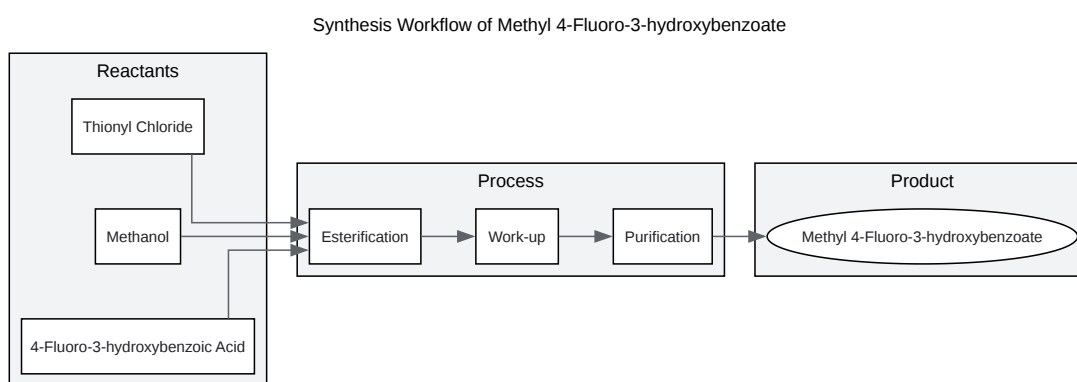 Synthesis Workflow of Methyl 4-Fluoro-3-hydroxybenzoate
Reactants
Thionyl Chloride
Methanol
4-Fluoro-3-hydroxybenzoic Acid
Process
Esterification
Work-up
Purification
Product
Methyl 4-Fluoro-3-hydroxybenzoate